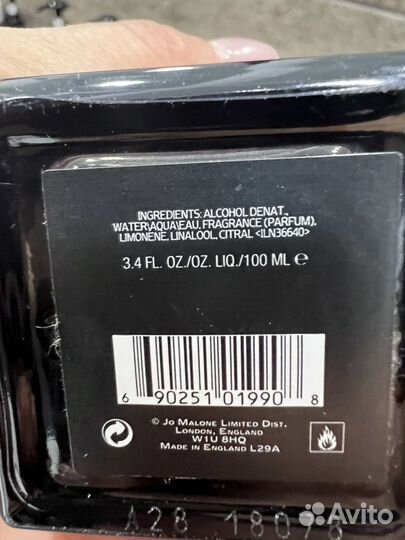 INGREDIENTS: ALCOHOL DENAT.,
WATER\AQUA\EAU, FRAGRANCE (PARFUM),
LIMONENE, LINALOOL, CITRAL <ILN36640>
3.4 FL. OZ./OZ. LIQ./100 ML ℮
6 90251 01990 8
© JO MALONE LIMITED DIST.
LONDON, ENGLAND
W1U 8HQ
MADE IN ENGLAND L29A
A28
Avito